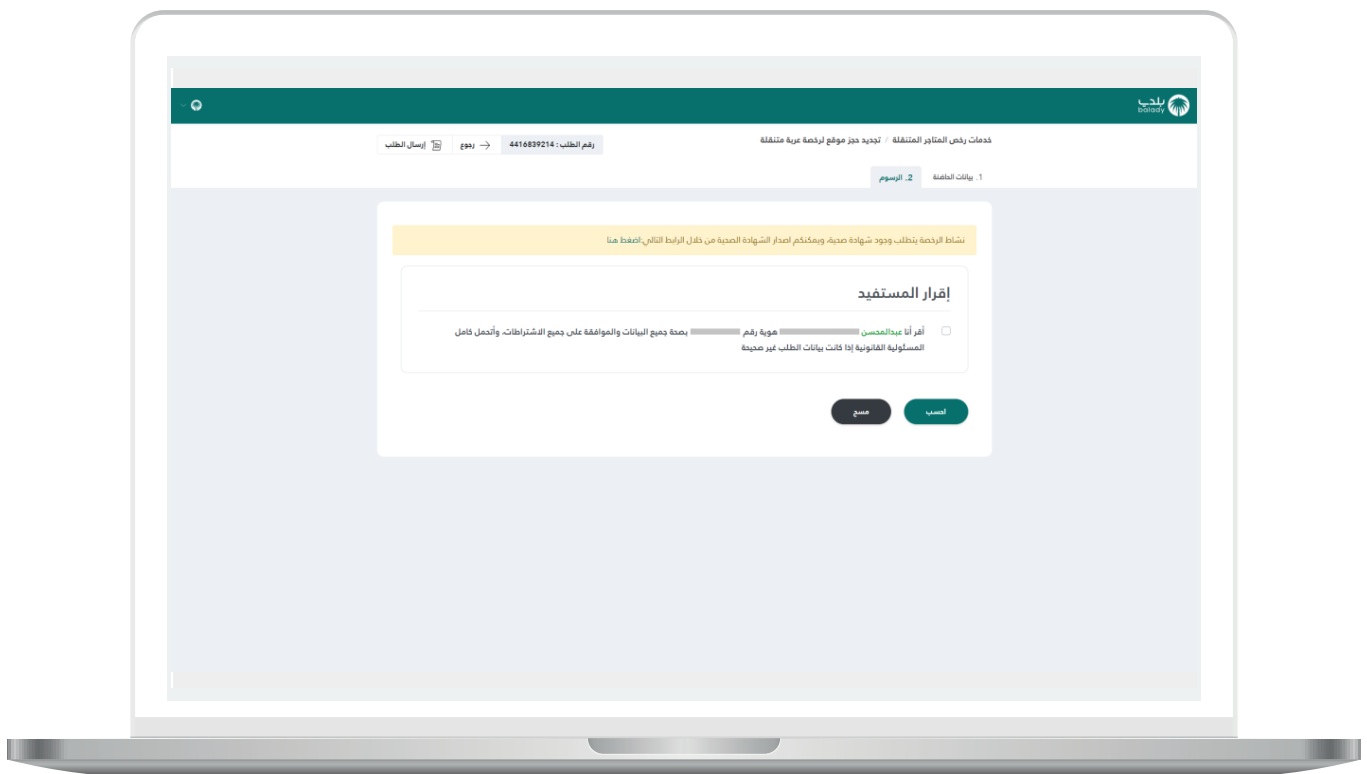 بلدي
balady
خدمات رخص المتاجر المتنقلة / تجديد حجز موقع لرخصة عربة متنقلة
رقم الطلب : 4416839214
رجوع
إرسال الطلب
1. بيانات الحاضنة
2. الرسوم
نشاط الرخصة يتطلب وجود شهادة صحية، ويمكنكم اصدار الشهادة الصحية من خلال الرابط التالي:اضغط هنا
إقرار المستفيد
أقر أنا عبدالمحسن هوية رقم بصحة جميع البيانات والموافقة على جميع الاشتراطات، وأتحمل كامل
المسئولية القانونية إذا كانت بيانات الطلب غير صحيحة
احسب
مسح